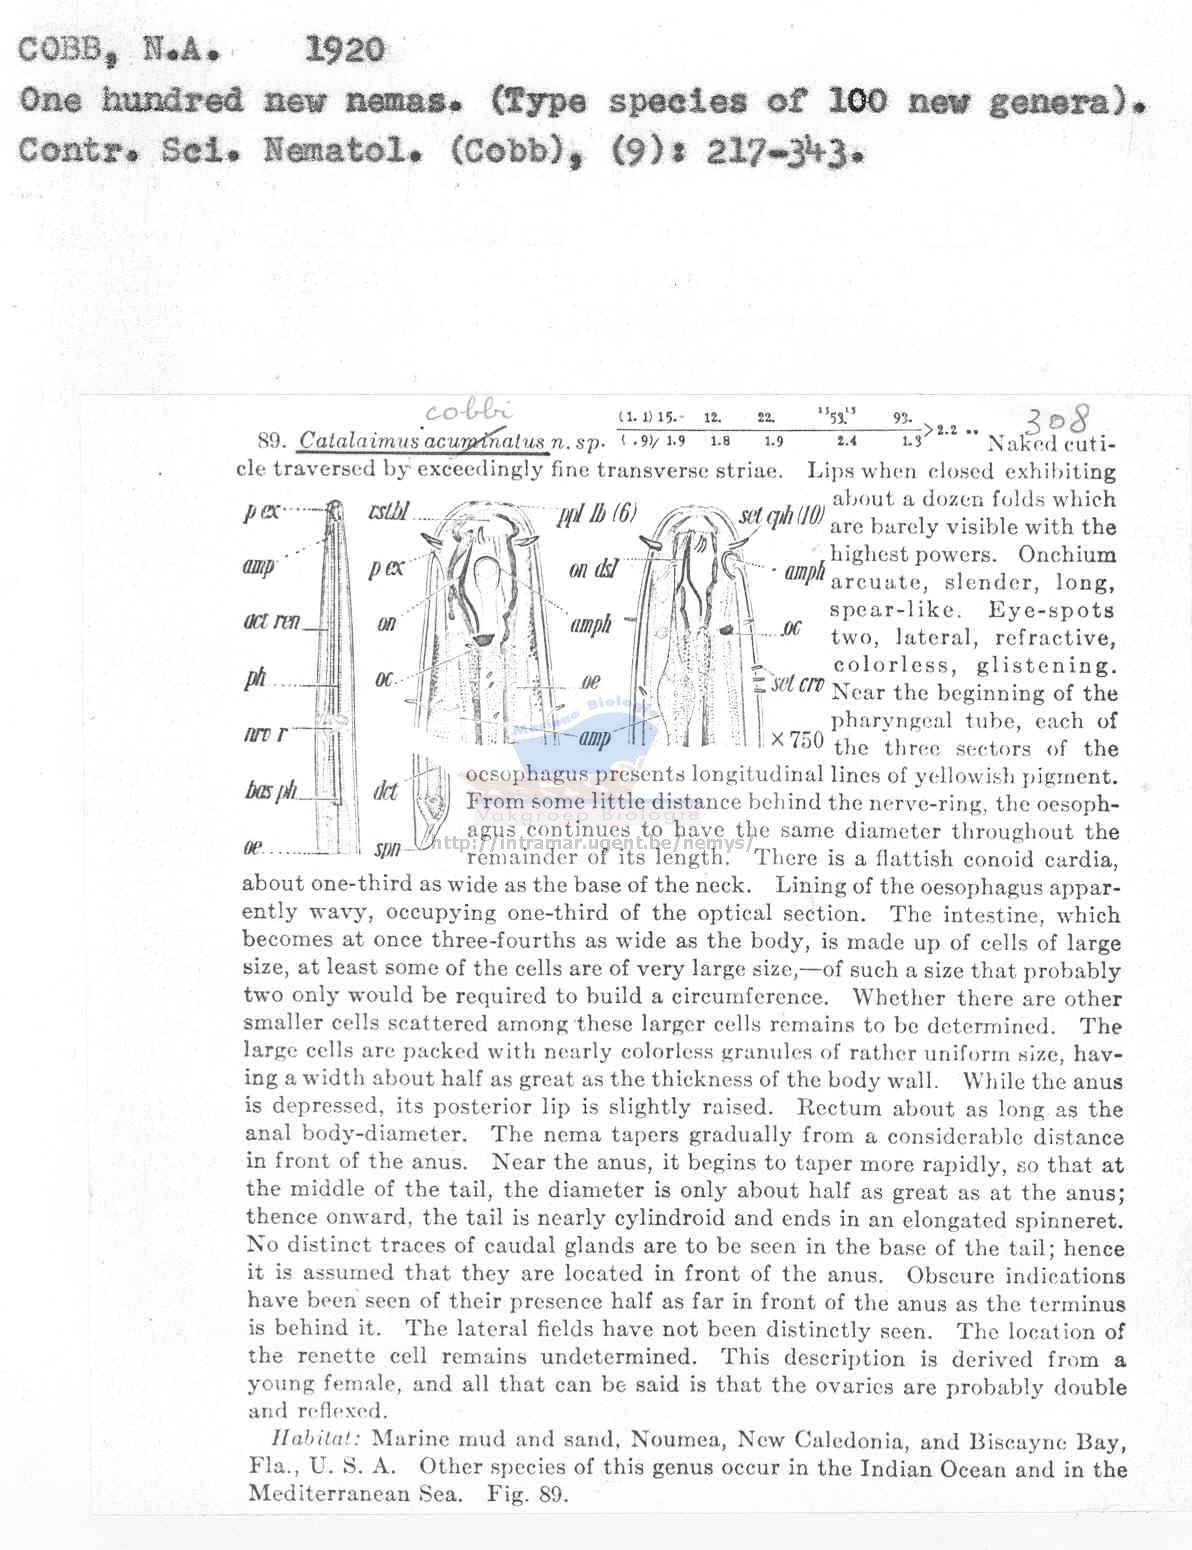 COBB, N.A. 1920
One hundred new nemas. (Type species of 100 new genera).
Contr. Sci. Nematol. (Cobb), (9): 217-343.
cobbi
308
(1. 1) 15.- 12. 22. 53. 93.
89. Catalaimus acuminatus n. sp. ( .9)/ 1.9 1.8 1.9 2.4 1.3 >2.2 Naked cuti-
cle traversed by exceedingly fine transverse striae. Lips when closed exhibiting
about a dozen folds which
are barely visible with the
highest powers. Onchium
arcuate, slender, long,
spear-like. Eye-spots
two, lateral, refractive,
colorless, glistening.
Near the beginning of the
pharyngeal tube, each of
the three sectors of the
p ex
amp
dct ren
ph
nrv r
bas ph
oe
rstbl
p ex
on
oc
dct
spn
ppl lb (6)
on dsl
amph
oe
amp
set cph (10)
amph
oc
set crv
× 750
Mariene Biologie
Vakgroep Biologie
http://intramar.ugent.be/nemys/
oesophagus presents longitudinal lines of yellowish pigment.
From some little distance behind the nerve-ring, the oesoph-
agus continues to have the same diameter throughout the
remainder of its length. There is a flattish conoid cardia,
about one-third as wide as the base of the neck. Lining of the oesophagus appar-
ently wavy, occupying one-third of the optical section. The intestine, which
becomes at once three-fourths as wide as the body, is made up of cells of large
size, at least some of the cells are of very large size,—of such a size that probably
two only would be required to build a circumference. Whether there are other
smaller cells scattered among these larger cells remains to be determined. The
large cells are packed with nearly colorless granules of rather uniform size, hav-
ing a width about half as great as the thickness of the body wall. While the anus
is depressed, its posterior lip is slightly raised. Rectum about as long as the
anal body-diameter. The nema tapers gradually from a considerable distance
in front of the anus. Near the anus, it begins to taper more rapidly, so that at
the middle of the tail, the diameter is only about half as great as at the anus;
thence onward, the tail is nearly cylindroid and ends in an elongated spinneret.
No distinct traces of caudal glands are to be seen in the base of the tail; hence
it is assumed that they are located in front of the anus. Obscure indications
have been seen of their presence half as far in front of the anus as the terminus
is behind it. The lateral fields have not been distinctly seen. The location of
the renette cell remains undetermined. This description is derived from a
young female, and all that can be said is that the ovaries are probably double
and reflexed.
Habitat: Marine mud and sand, Noumea, New Caledonia, and Biscayne Bay,
Fla., U. S. A. Other species of this genus occur in the Indian Ocean and in the
Mediterranean Sea. Fig. 89.